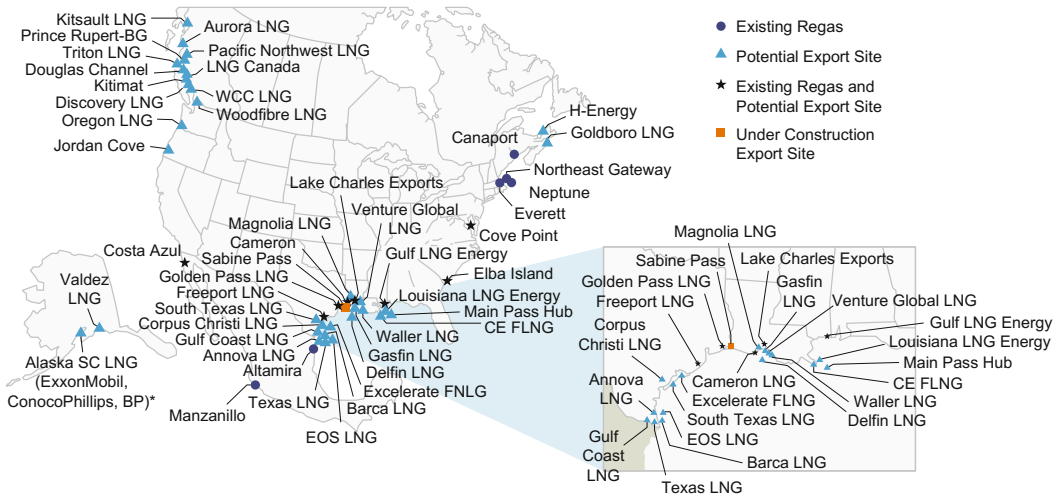 Kitsault LNG
Prince Rupert-BG
Triton LNG
Douglas Channel
Kitimat
Discovery LNG
Oregon LNG
Jordan Cove
Aurora LNG
Pacific Northwest LNG
LNG Canada
WCC LNG
Woodfibre LNG
Existing Regas
Potential Export Site
Existing Regas and
Potential Export Site
Under Construction
Export Site
H-Energy
Goldboro LNG
Canaport
Northeast Gateway
Neptune
Everett
Cove Point
Elba Island
Lake Charles Exports
Venture Global
LNG
Magnolia LNG
Cameron
Sabine Pass
Golden Pass LNG
Freeport LNG
South Texas LNG
Corpus Christi LNG
Gulf Coast LNG
Annova LNG
Altamira
Manzanillo
Texas LNG
EOS LNG
Barca LNG
Excelerate FNLG
Delfin LNG
Gasfin LNG
Waller LNG
CE FLNG
Main Pass Hub
Louisiana LNG Energy
Gulf LNG Energy
Costa Azul
Valdez
LNG
Alaska SC LNG
(ExxonMobil,
ConocoPhillips, BP)*
Magnolia LNG
Sabine Pass
Golden Pass LNG
Freeport LNG
Corpus
Christi LNG
Annova
LNG
Gulf
Coast
LNG
Texas LNG
Barca LNG
EOS LNG
South Texas LNG
Excelerate FLNG
Cameron LNG
Lake Charles Exports
Gasfin
LNG
Venture Global LNG
Gulf LNG Energy
Louisiana LNG Energy
Main Pass Hub
CE FLNG
Waller LNG
Delfin LNG